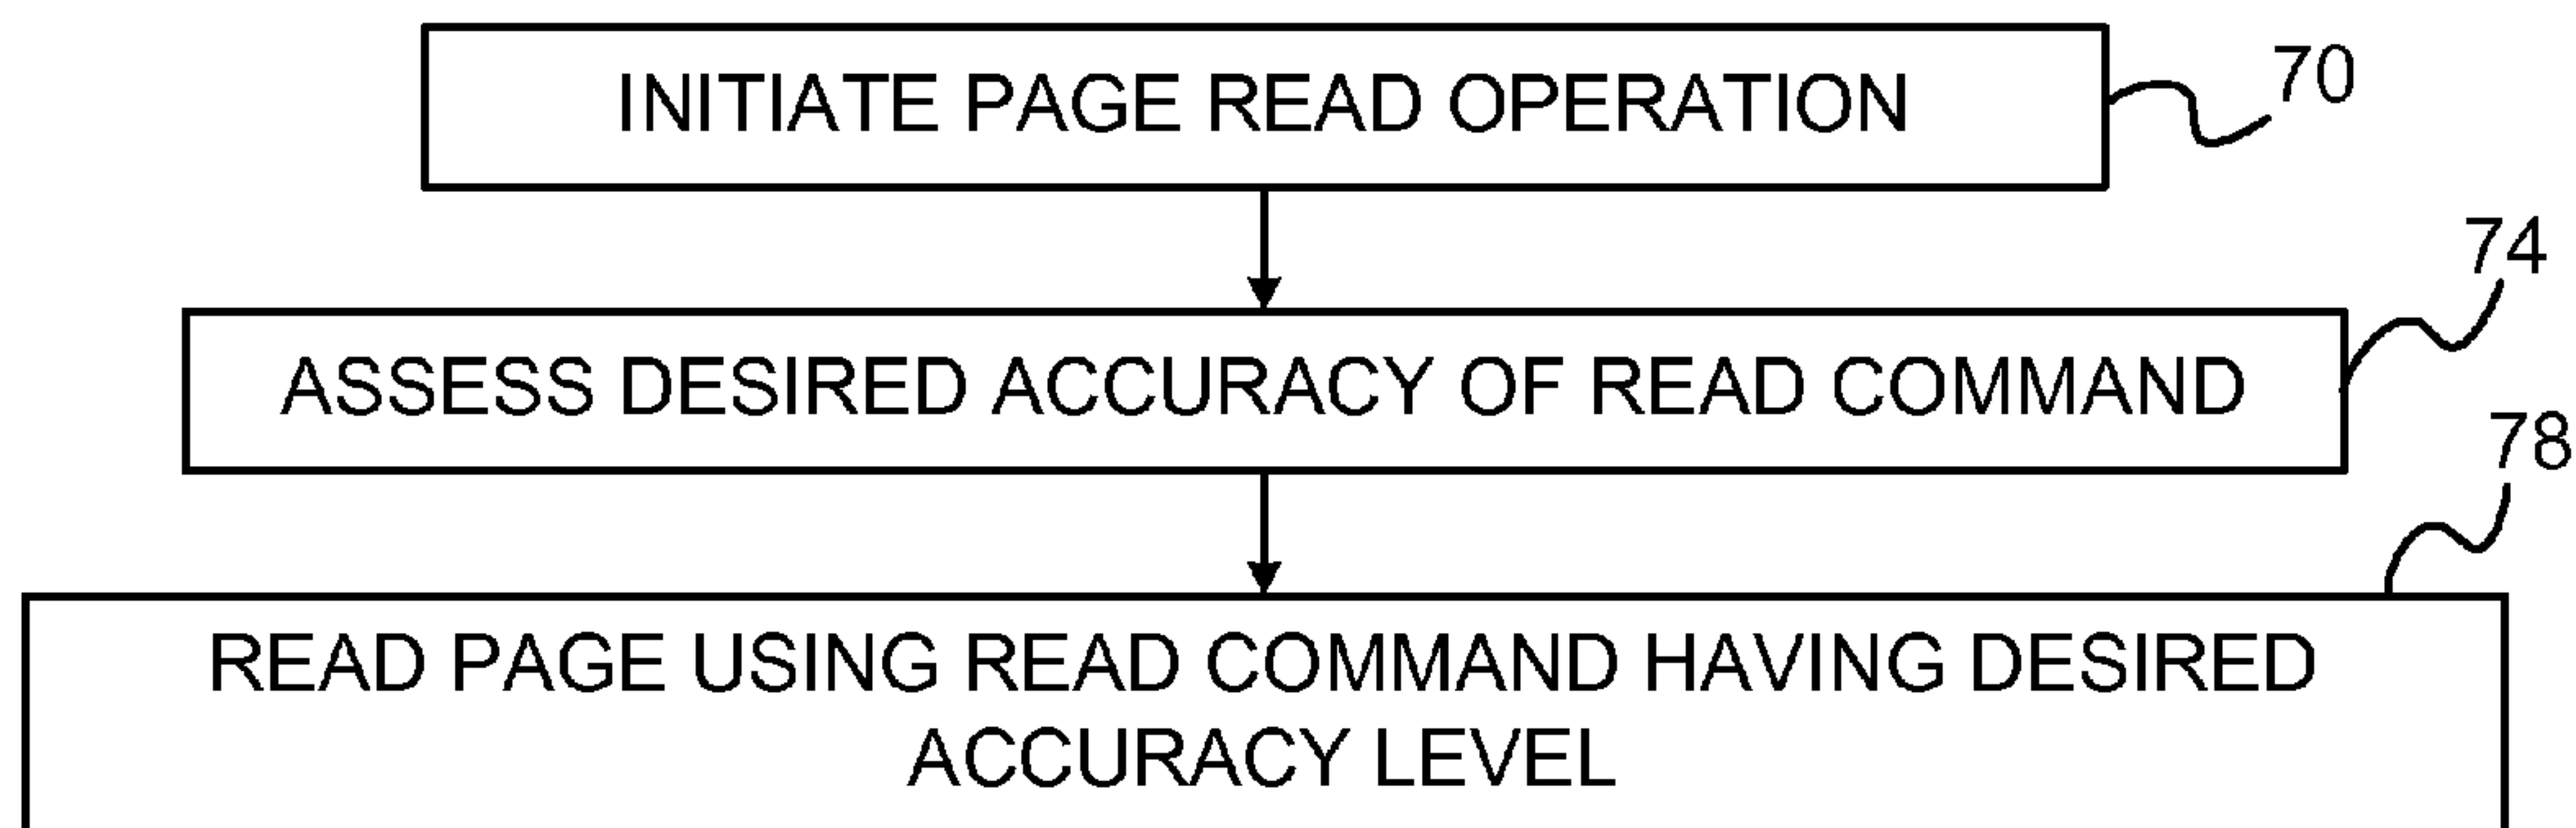 INITIATE PAGE READ OPERATION
70
74
ASSESS DESIRED ACCURACY OF READ COMMAND
78
READ PAGE USING READ COMMAND HAVING DESIRED
ACCURACY LEVEL